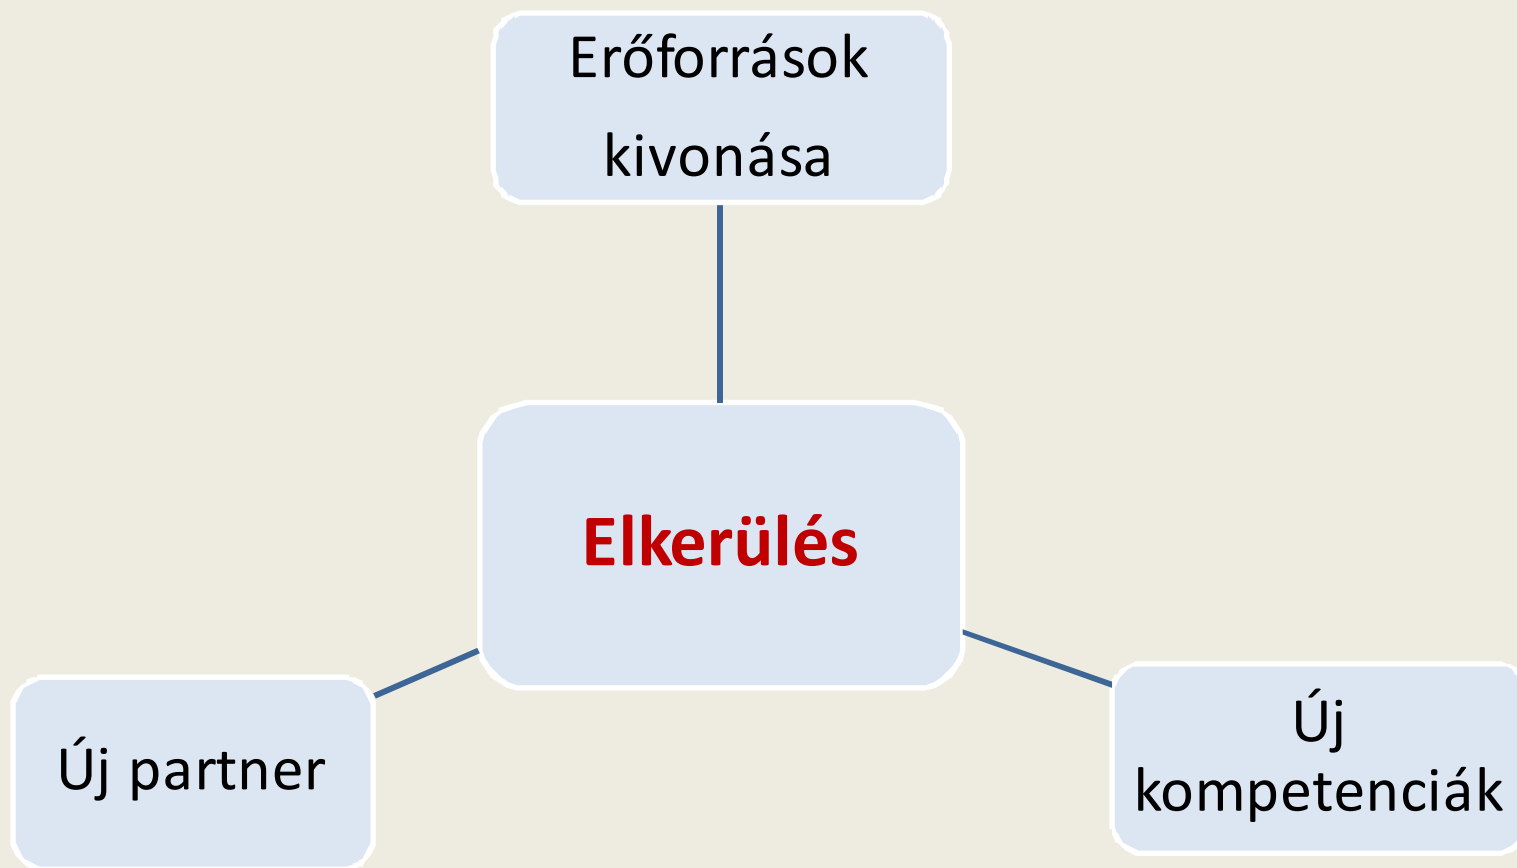 Erőforrások
kivonása
Elkerülés
Új partner
Új
kompetenciák